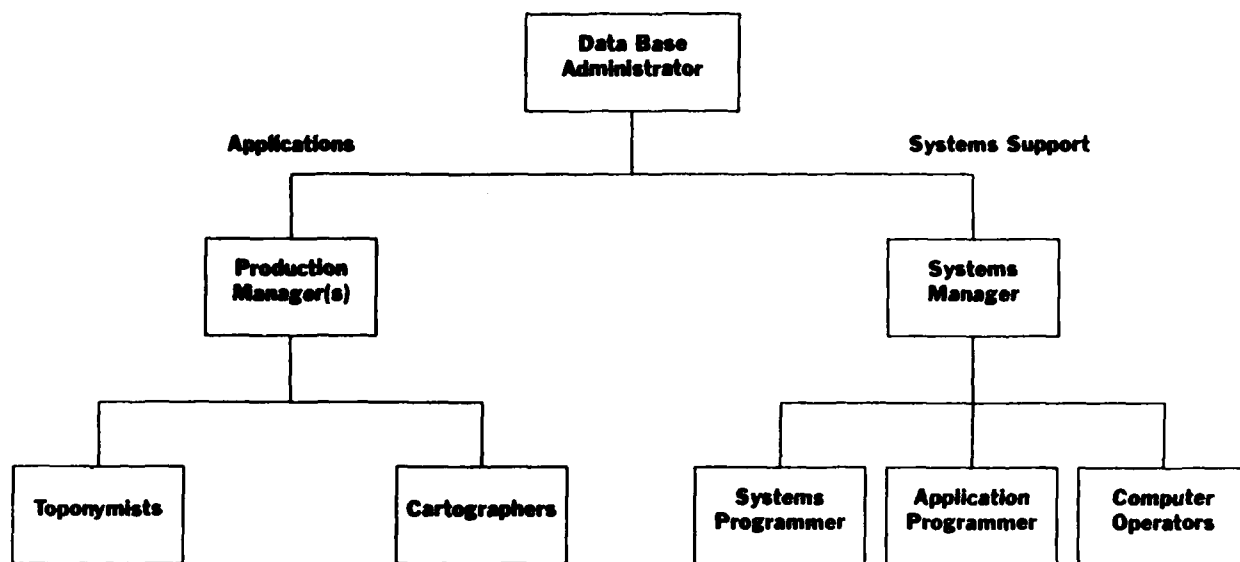 Data Base
Administrator
Applications
Systems Support
Production
Manager(s)
Systems
Manager
Toponymists
Cartographers
Systems
Programmer
Application
Programmer
Computer
Operators